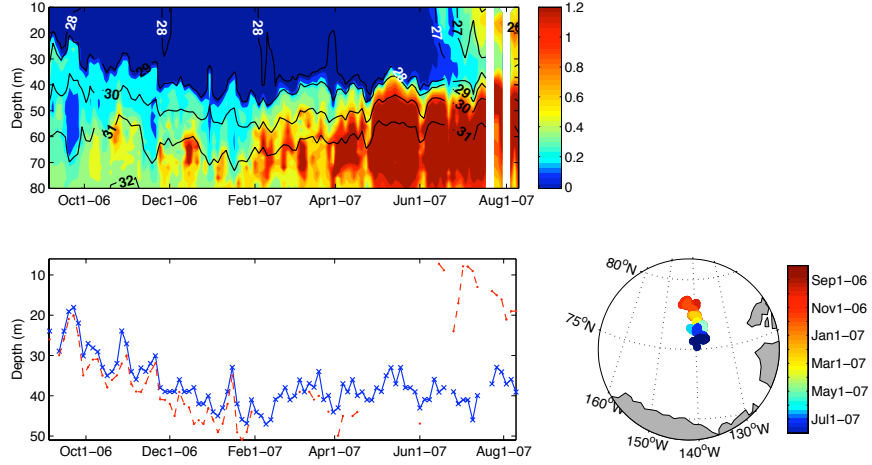 10
20
30
40
50
60
70
80
Depth (m)
28
28
28
27
27
29
28
29
30
30
31
31
32
Oct1−06
Dec1−06
Feb1−07
Apr1−07
Jun1−07
Aug1−07
1.2
1
0.8
0.6
0.4
0.2
0
10
20
30
40
50
Depth (m)
Oct1−06
Dec1−06
Feb1−07
Apr1−07
Jun1−07
Aug1−07
80°N
75°N
160°W
150°W
140°W
130°W
Sep1−06
Nov1−06
Jan1−07
Mar1−07
May1−07
Jul1−07